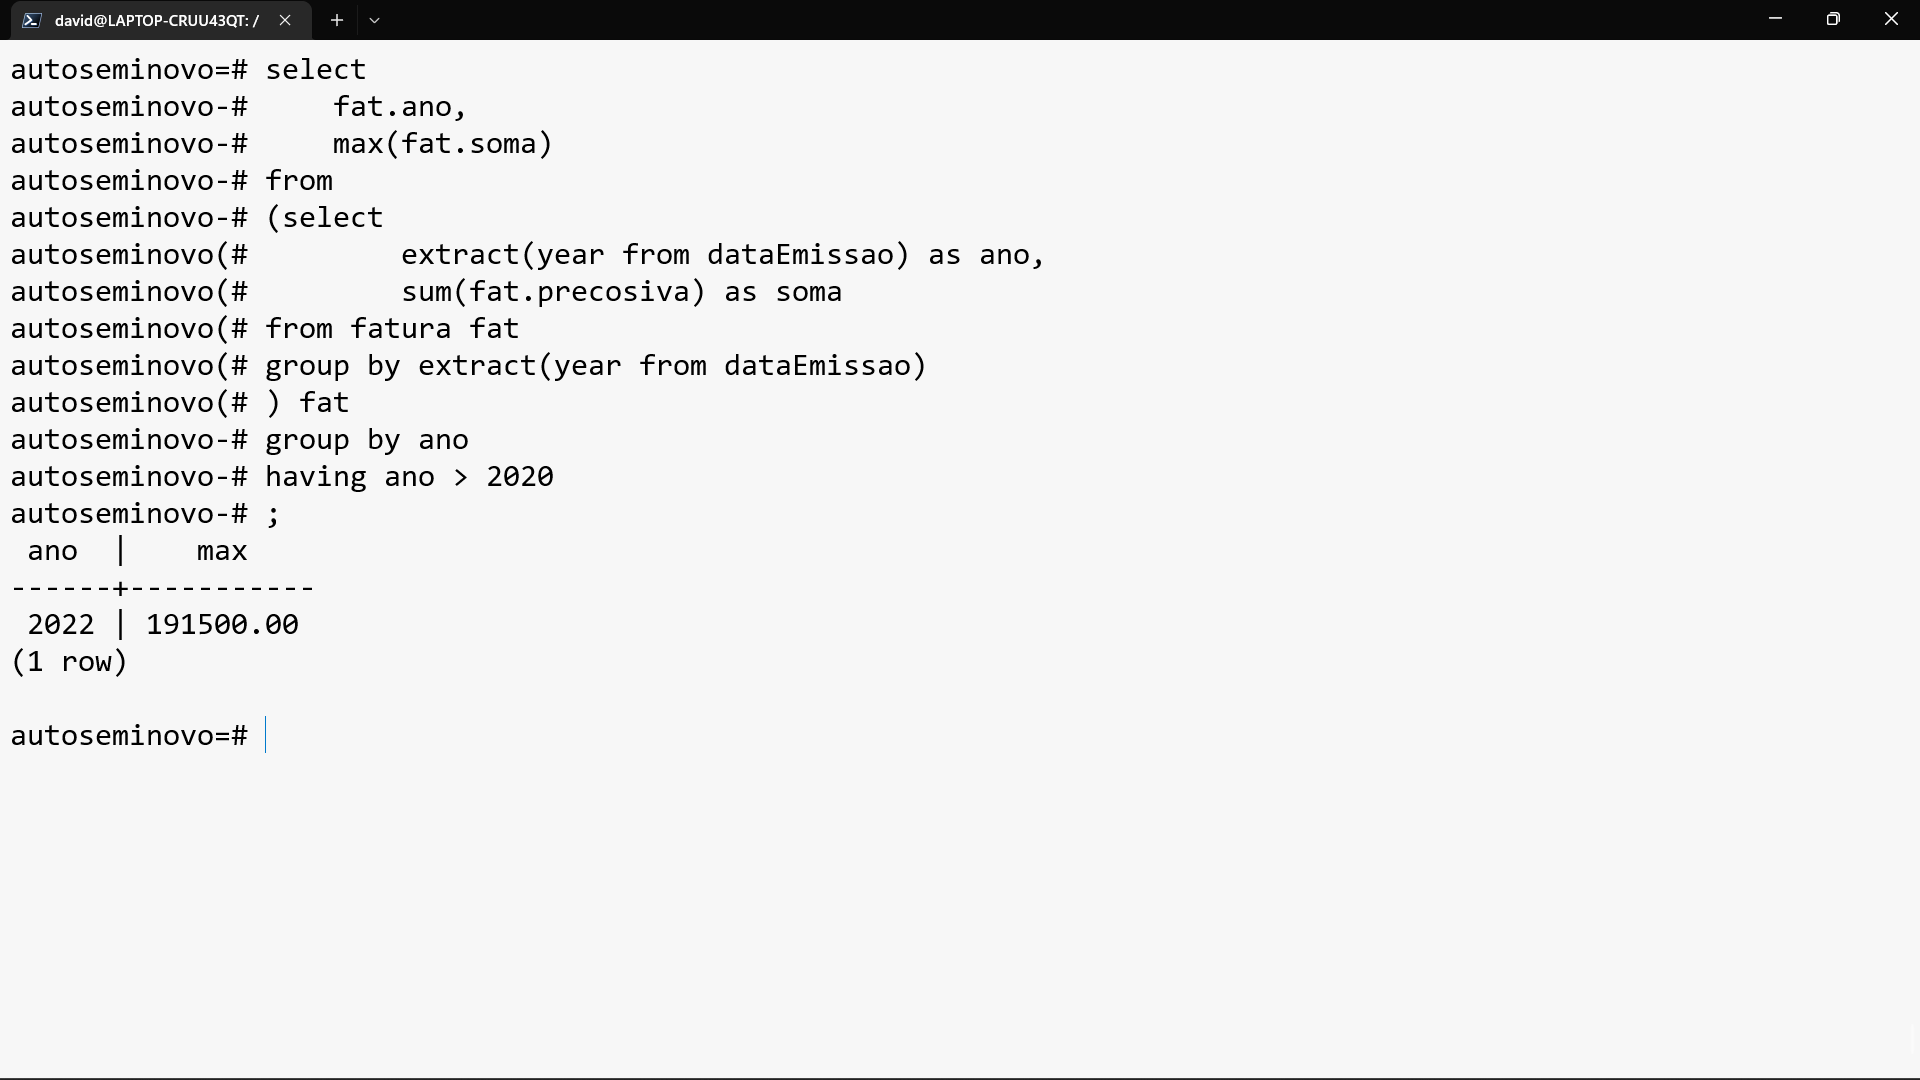 david@LAPTOP-CRUU43QT: /
autoseminovo=# select
autoseminovo-#     fat.ano,
autoseminovo-#     max(fat.soma)
autoseminovo-# from
autoseminovo-# (select
autoseminovo(#         extract(year from dataEmissao) as ano,
autoseminovo(#         sum(fat.precosiva) as soma
autoseminovo(# from fatura fat
autoseminovo(# group by extract(year from dataEmissao)
autoseminovo(# ) fat
autoseminovo-# group by ano
autoseminovo-# having ano > 2020
autoseminovo-# ;
 ano  |    max
------+-----------
 2022 | 191500.00
(1 row)

autoseminovo=#